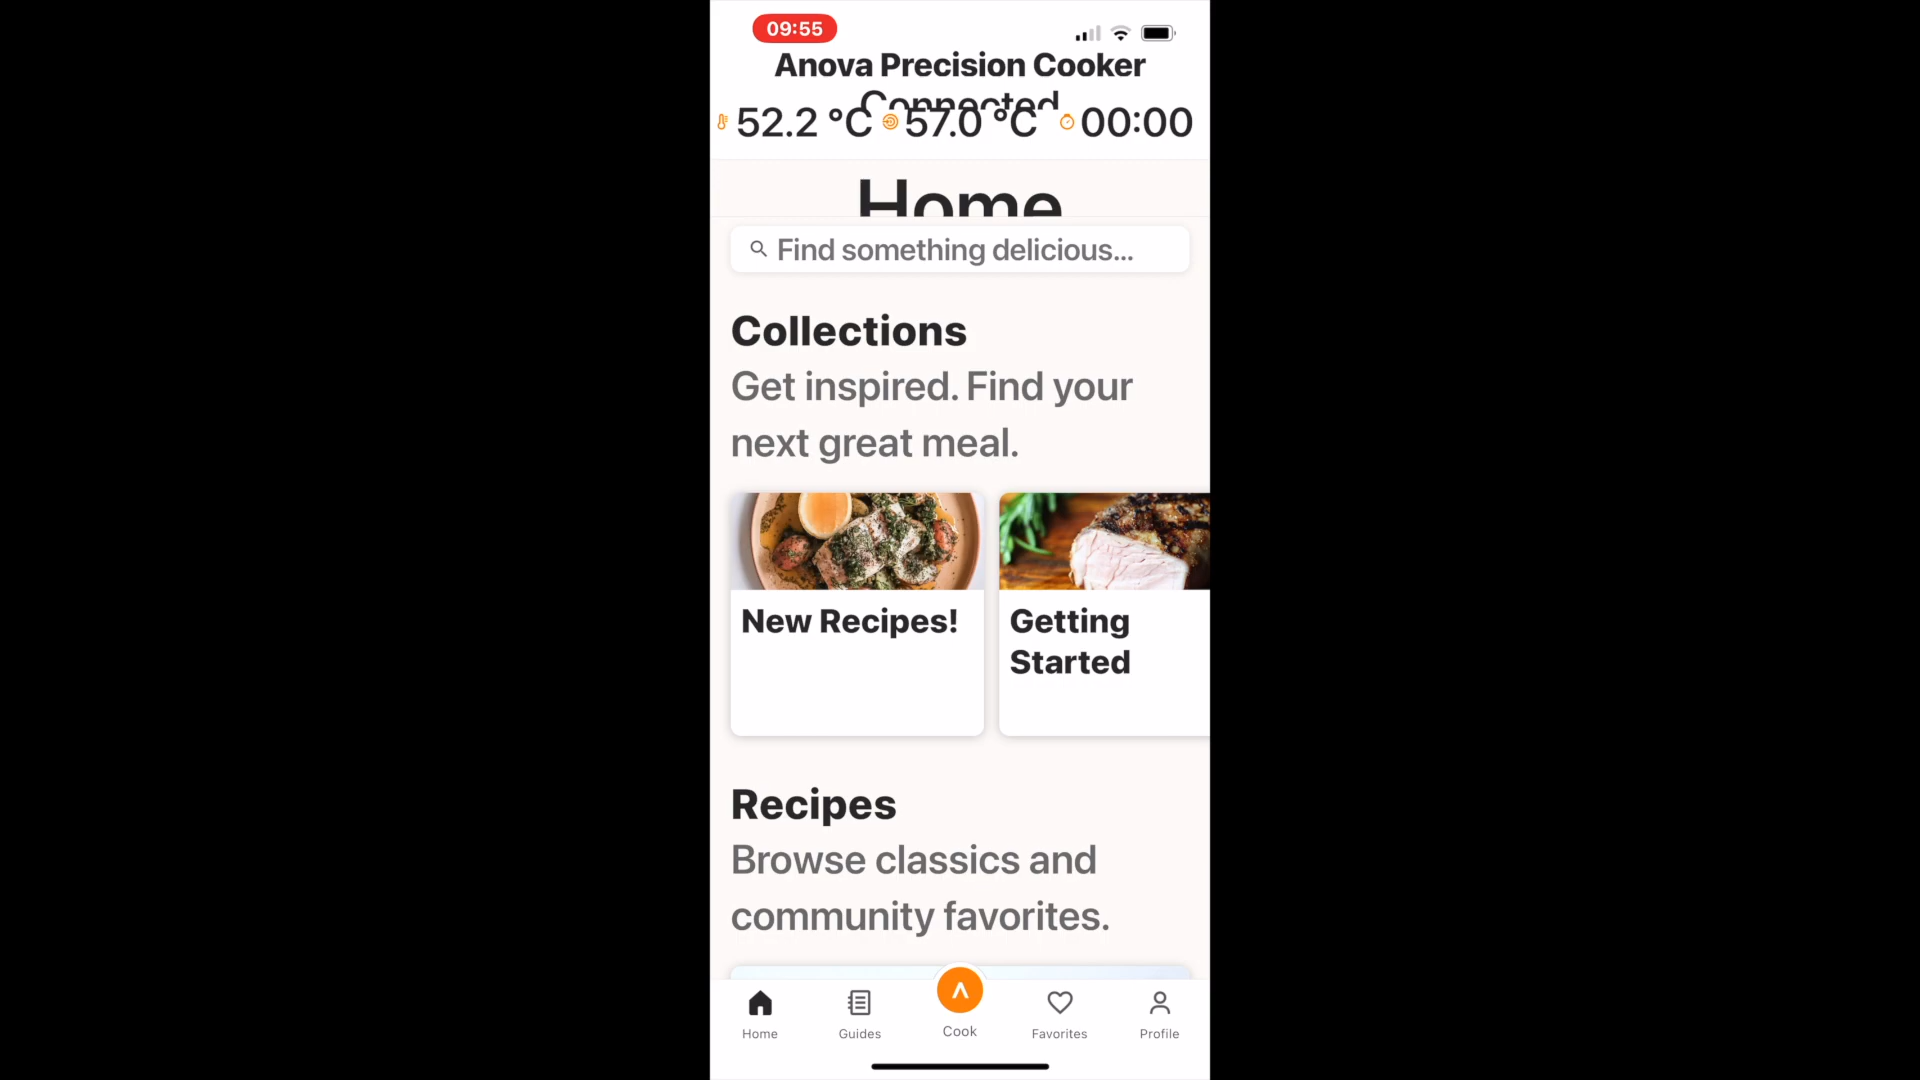 09:55
Anova Precision Cooker
Connected
52.2 °C 57.0 °C 00:00
Home
Find something delicious...
Collections
Get inspired. Find your
next great meal.
New Recipes!
Getting
Started
Recipes
Browse classics and
community favorites.
Home
Guides
Cook
Favorites
Profile